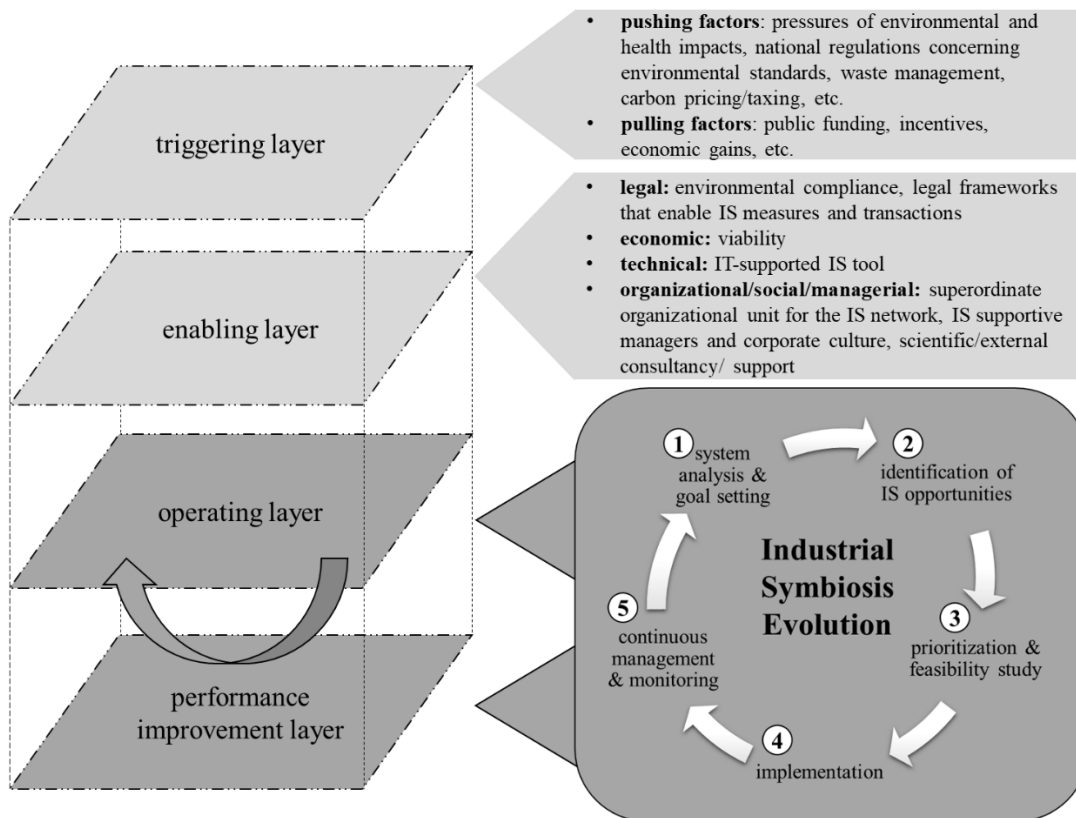 triggering layer
• pushing factors: pressures of environmental and
health impacts, national regulations concerning
environmental standards, waste management,
carbon pricing/taxing, etc.
• pulling factors: public funding, incentives,
economic gains, etc.
enabling layer
• legal: environmental compliance, legal frameworks
that enable IS measures and transactions
• economic: viability
• technical: IT-supported IS tool
• organizational/social/managerial: superordinate
organizational unit for the IS network, IS supportive
managers and corporate culture, scientific/external
consultancy/ support
operating layer
performance
improvement layer
Industrial
Symbiosis
Evolution
1
system
analysis &
goal setting
2
identification of
IS opportunities
3
prioritization &
feasibility study
4
implementation
5
continuous
management
& monitoring